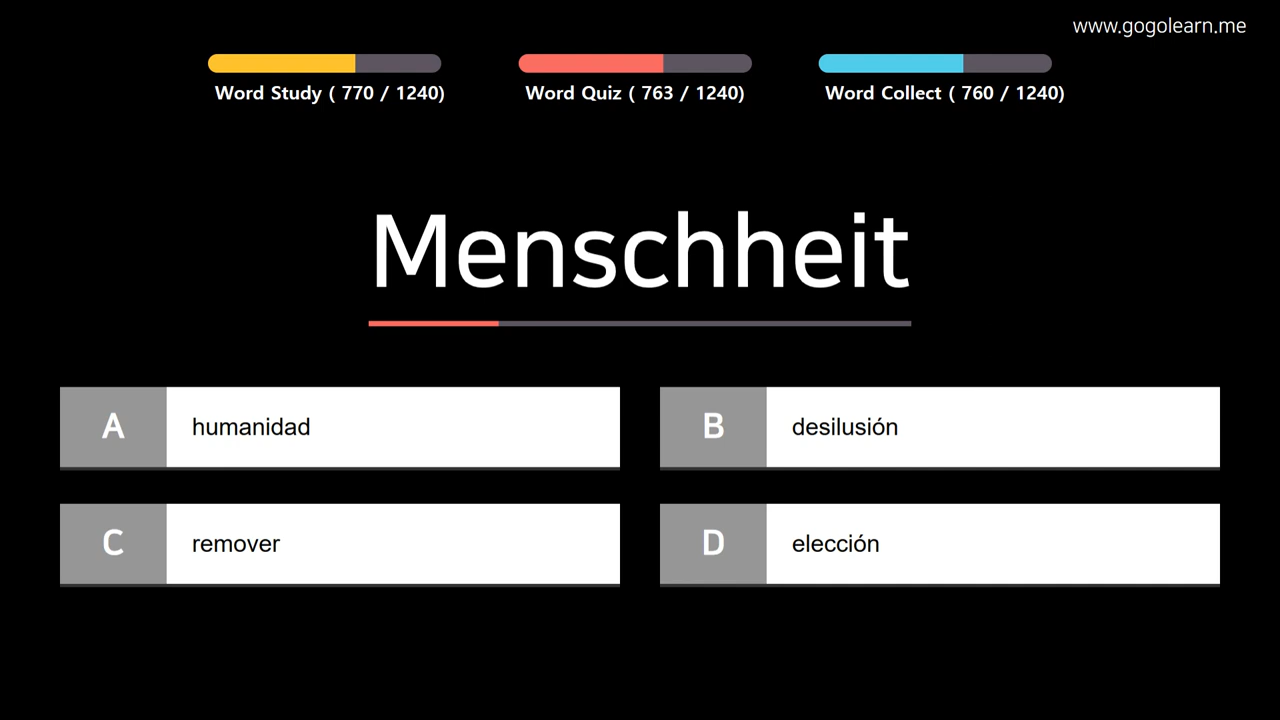 www.gogolearn.me
Word Study ( 770 / 1240)
Word Quiz ( 763 / 1240)
Word Collect ( 760 / 1240)
Menschheit
A
humanidad
B
desilusión
C
remover
D
elección